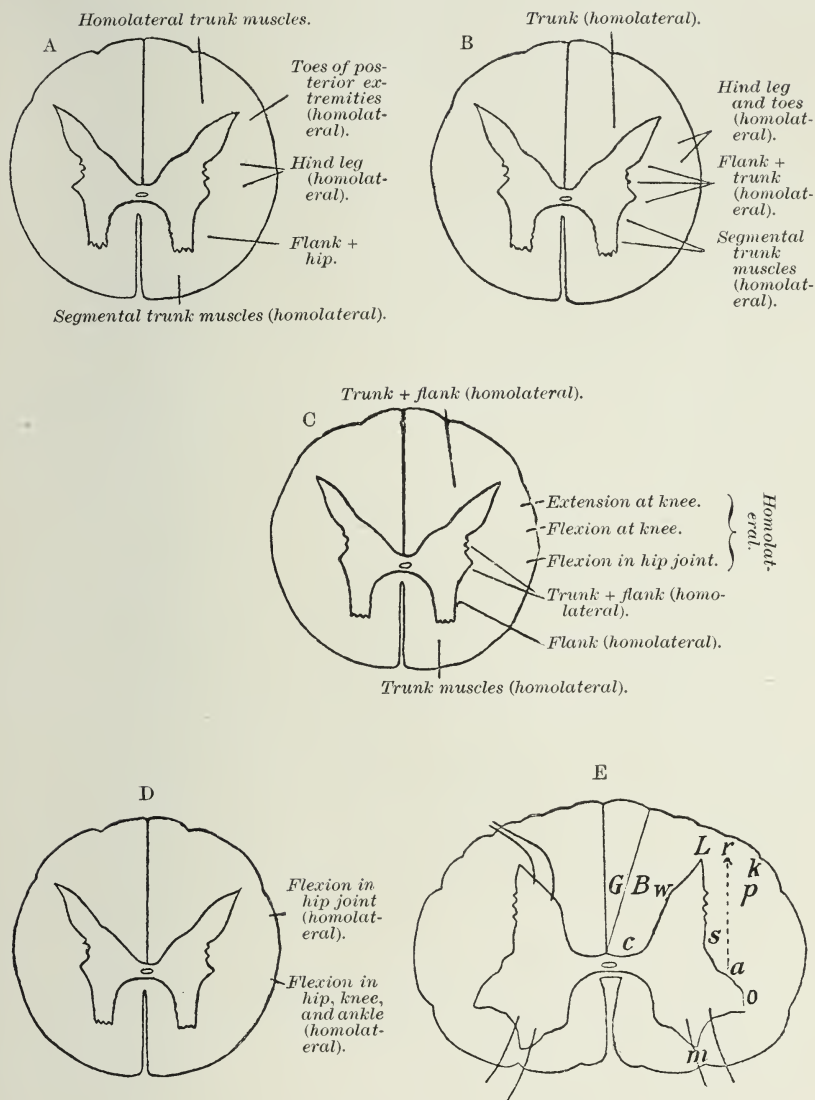 Homolateral trunk muscles.
A
Toes of pos-
terior ex-
tremities
(homolat-
eral).
Hind leg
(homolat-
eral).
Flank +
hip.
Segmental trunk muscles (homolateral).
Trunk (homolateral).
B
Hind leg
and toes
(homolat-
eral).
Flank +
trunk
(homolat-
eral).
Segmental
trunk
muscles
(homolat-
eral).
Trunk + flank (homolateral).
C
Extension at knee.
Flexion at knee.
Flexion in hip joint.
Homolat-
eral.
Trunk + flank (homo-
lateral).
Flank (homolateral).
Trunk muscles (homolateral).
D
Flexion in
hip joint
(homolat-
eral).
Flexion in
hip, knee,
and ankle
(homolat-
eral).
E
L r
k
G B w p
c s
a
o
m